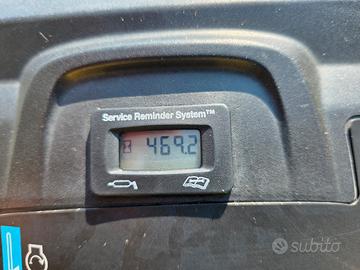 Service Reminder System™
469.2
subito